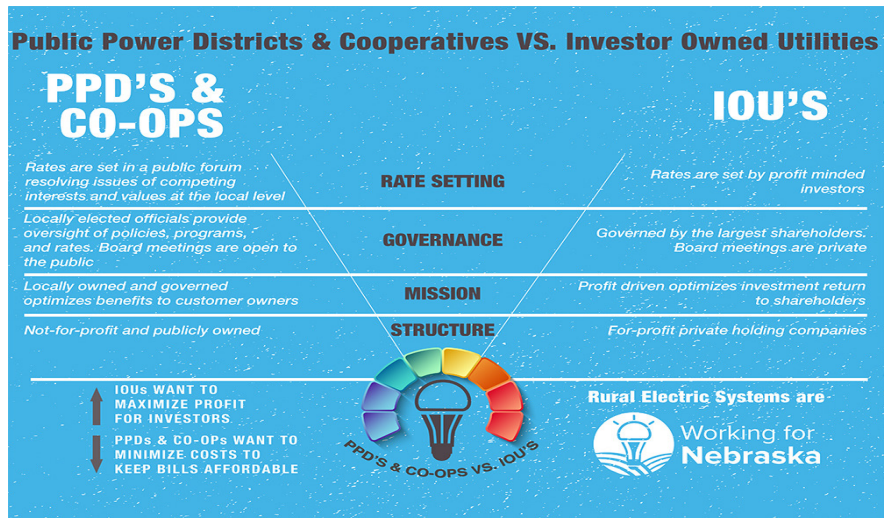 Public Power Districts & Cooperatives VS. Investor Owned Utilities
PPD'S &
CO-OPS
IOU'S
Rates are set in a public forum
resolving issues of competing
interests and values at the local level
RATE SETTING
Rates are set by profit minded
investors
Locally elected officials provide
oversight of policies, programs,
and rates. Board meetings are open to
the public
GOVERNANCE
Governed by the largest shareholders.
Board meetings are private
Locally owned and governed
optimizes benefits to customer owners
MISSION
Profit driven optimizes investment return
to shareholders
Not-for-profit and publicly owned
STRUCTURE
For-profit private holding companies
IOUs WANT TO
MAXIMIZE PROFIT
FOR INVESTORS
PPDs & CO-OPs WANT TO
MINIMIZE COSTS TO
KEEP BILLS AFFORDABLE
PPD'S & CO-OPS VS. IOU'S
Rural Electric Systems are
Working for
Nebraska